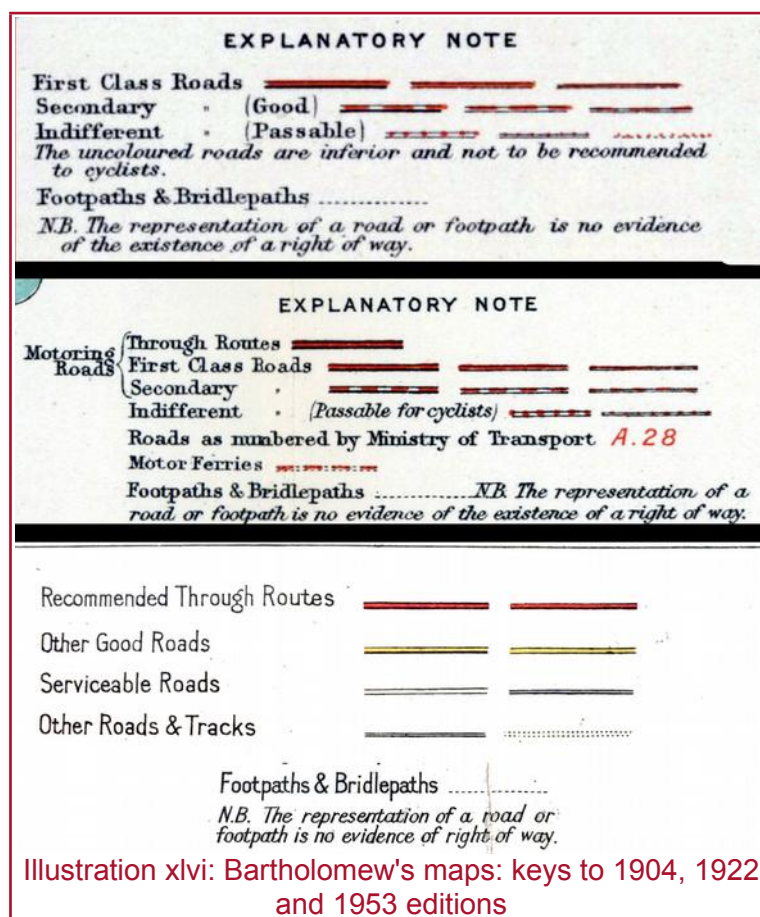 EXPLANATORY NOTE
First Class Roads
Secondary " (Good)
Indifferent " (Passable)
The uncoloured roads are inferior and not to be recommended
to cyclists.
Footpaths & Bridlepaths ..............
N.B. The representation of a road or footpath is no evidence
of the existence of a right of way.
EXPLANATORY NOTE
Motoring Roads
Through Routes
First Class Roads
Secondary "
Indifferent " (Passable for cyclists)
Roads as numbered by Ministry of Transport A.28
Motor Ferries
Footpaths & Bridlepaths ..............N.B. The representation of a
road or footpath is no evidence of the existence of a right of way.
Recommended Through Routes
Other Good Roads
Serviceable Roads
Other Roads & Tracks
Footpaths & Bridlepaths ..............
N.B. The representation of a road or
footpath is no evidence of right of way.
Illustration xlvi: Bartholomew's maps: keys to 1904, 1922
and 1953 editions